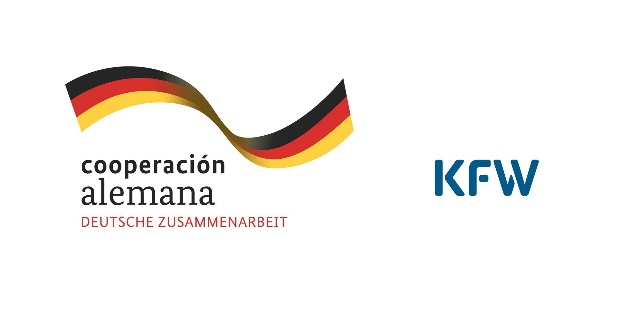 cooperación
alemana
DEUTSCHE ZUSAMMENARBEIT
KFW